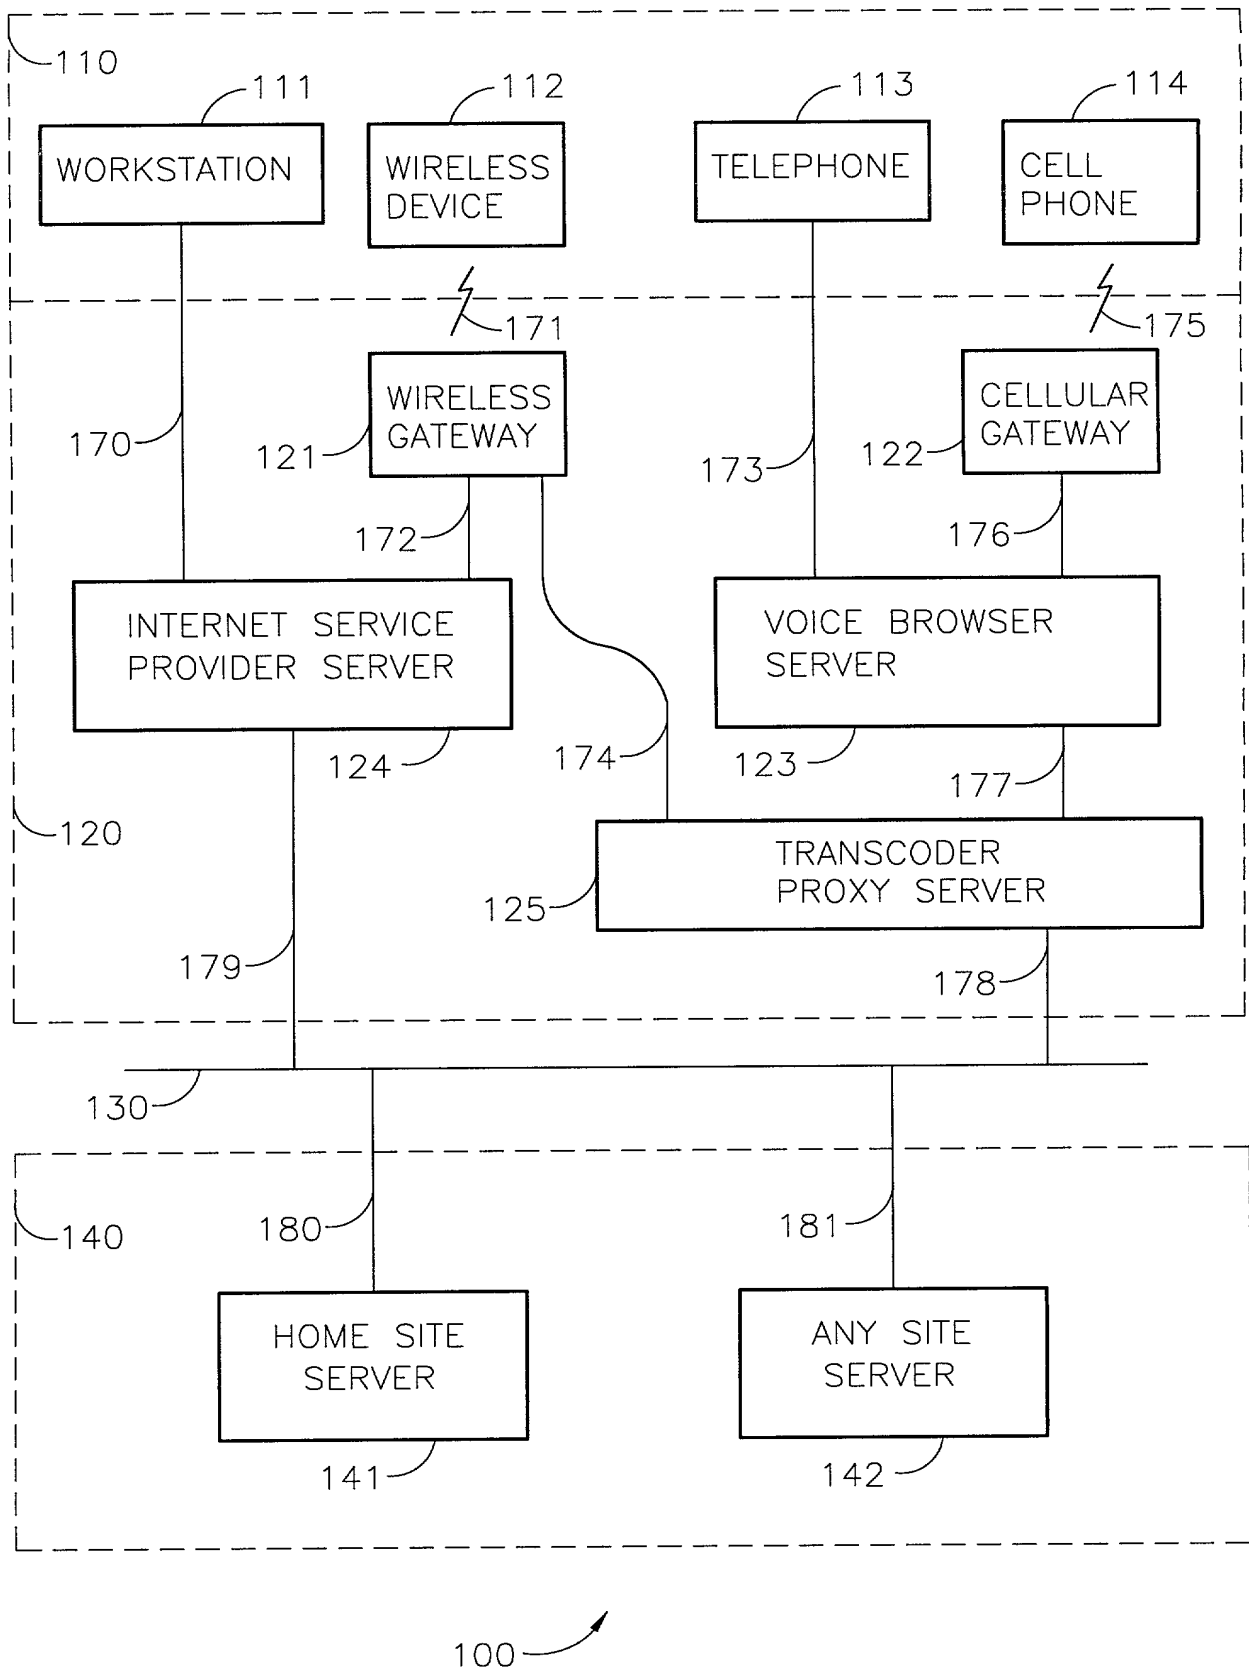 110
111
112
113
114
WORKSTATION
WIRELESS
DEVICE
TELEPHONE
CELL
PHONE
171
175
WIRELESS
GATEWAY
CELLULAR
GATEWAY
170
121
173
122
172
176
INTERNET SERVICE
PROVIDER SERVER
VOICE BROWSER
SERVER
124
174
123
177
120
TRANSCODER
PROXY SERVER
125
179
178
130
140
180
181
HOME SITE
SERVER
ANY SITE
SERVER
141
142
100